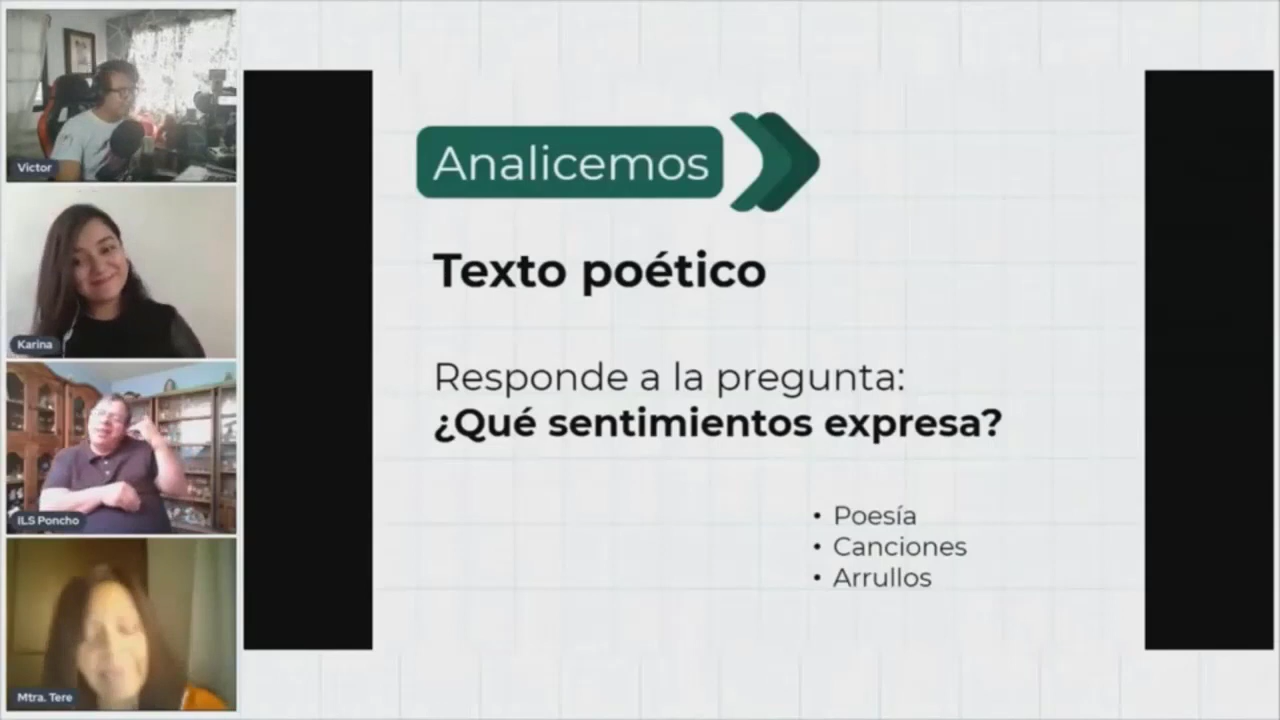 Victor
Karina
ILS Poncho
Mtra. Tere
Analicemos
Texto poético
Responde a la pregunta:
¿Qué sentimientos expresa?
• Poesía
• Canciones
• Arrullos